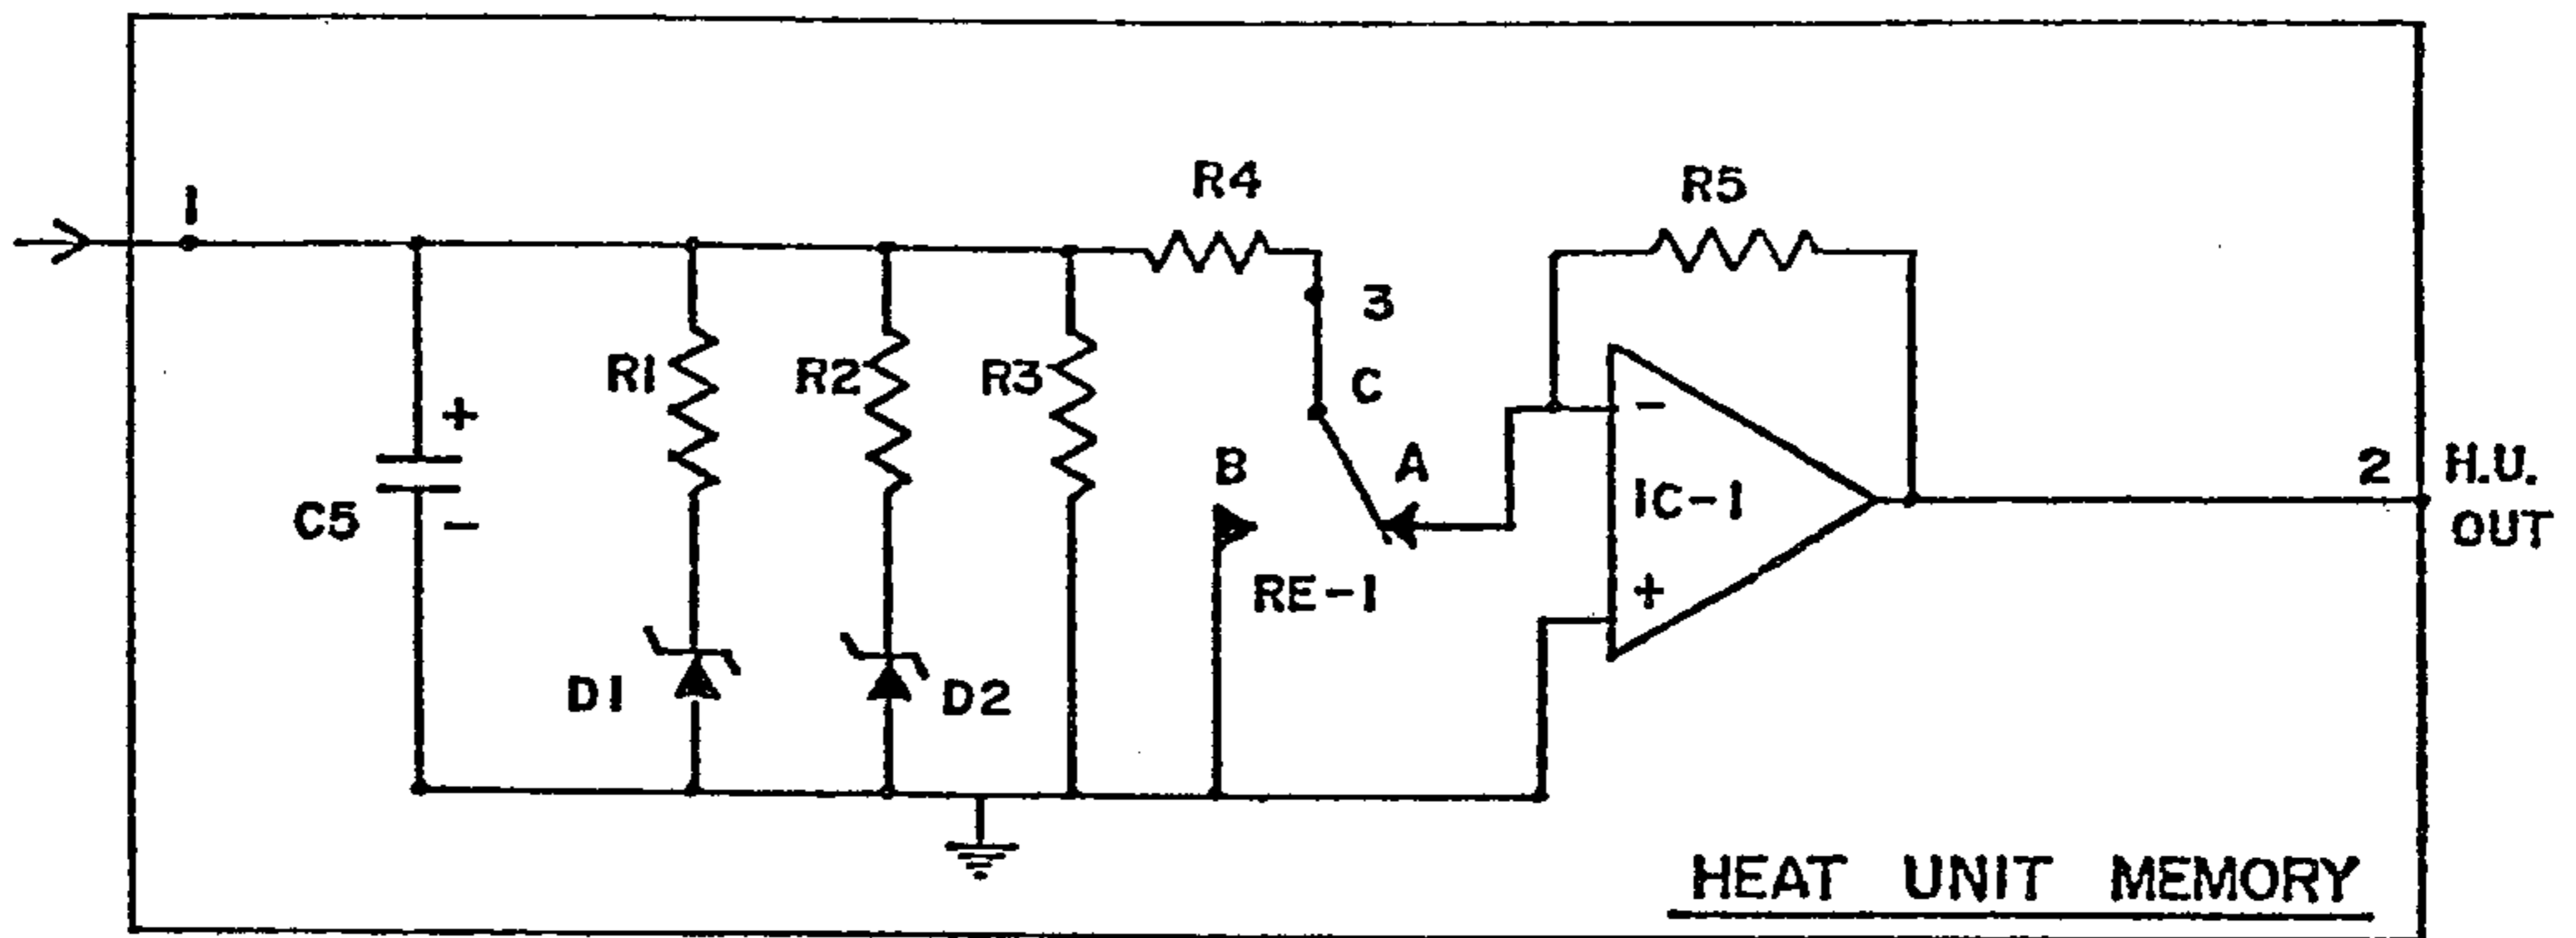 1
R4
R5
3
C
R1
R2
R3
+
C5
-
B
A
-
IC-1
+
RE-1
2
H.U.
OUT
D1
D2
HEAT UNIT MEMORY